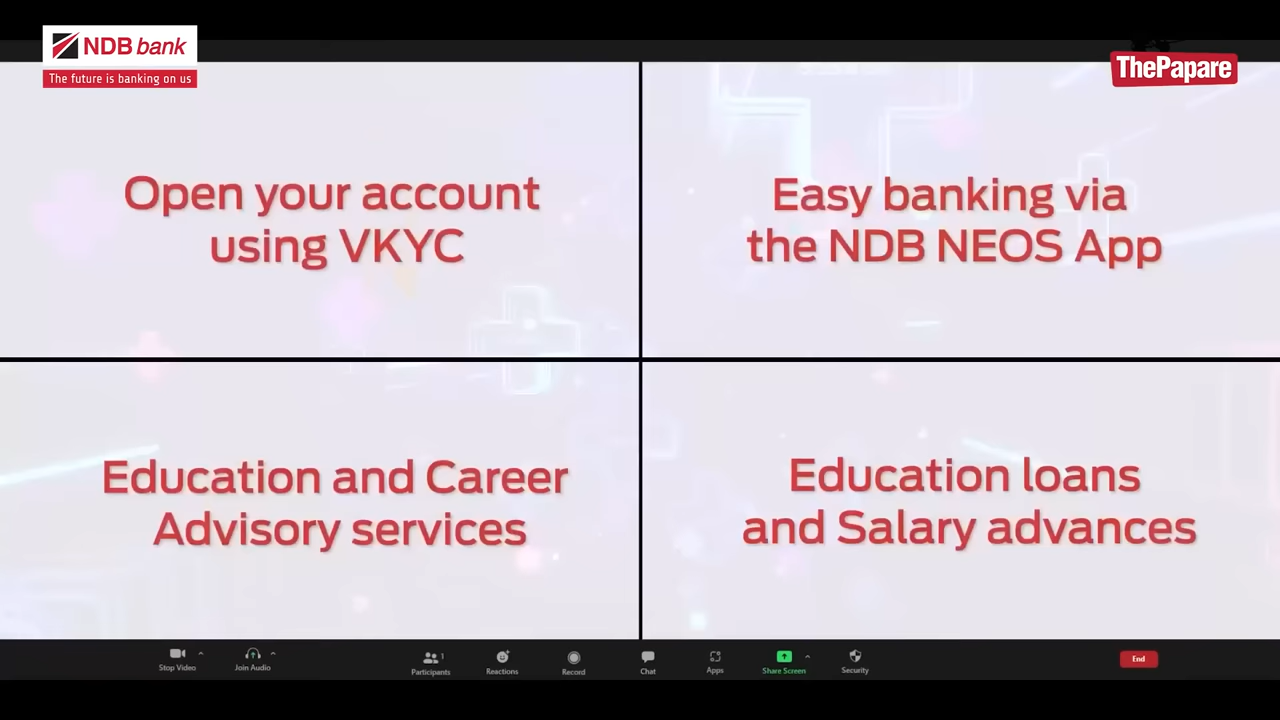 NDB bank
The future is banking on us
ThePapare
Open your account
using VKYC
Easy banking via
the NDB NEOS App
Education and Career
Advisory services
Education loans
and Salary advances
Stop Video
Join Audio
1
Participants
Reactions
Record
Chat
Apps
Share Screen
Security
End